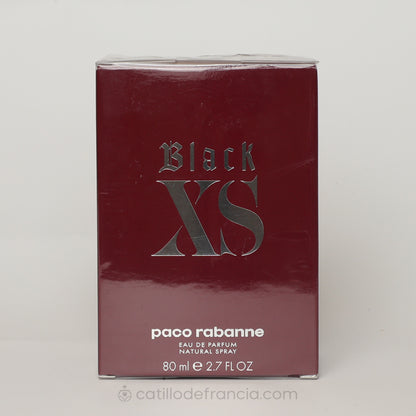 Black
XS
paco rabanne
EAU DE PARFUM
NATURAL SPRAY
80 ml ℮ 2.7 FL OZ
catillodefrancia.com